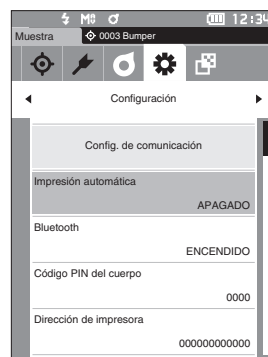 M0 12:34
Muestra 0003 Bumper
Configuración
Config. de comunicación
Impresión automática
APAGADO
Bluetooth
ENCENDIDO
Código PIN del cuerpo
0000
Dirección de impresora
000000000000